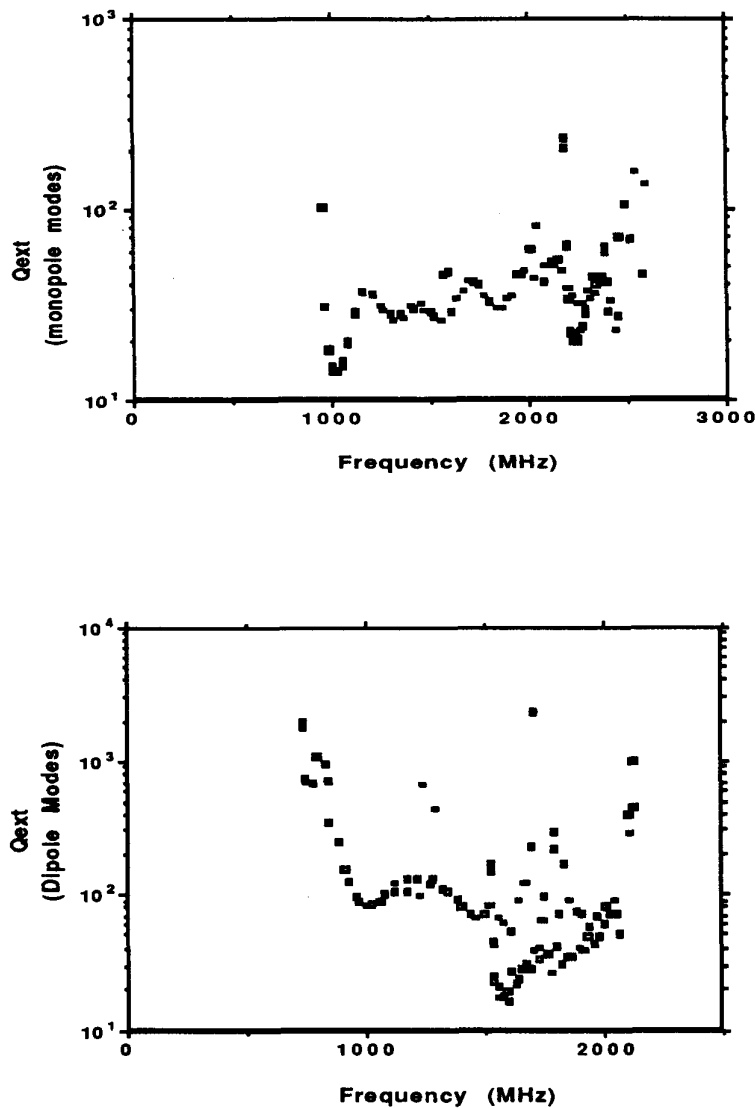 10³
10²
10¹
Qext
(monopole modes)
0 1000 2000 3000
Frequency (MHz)
10⁴
10³
10²
10¹
Qext
(Dipole Modes)
0 1000 2000
Frequency (MHz)